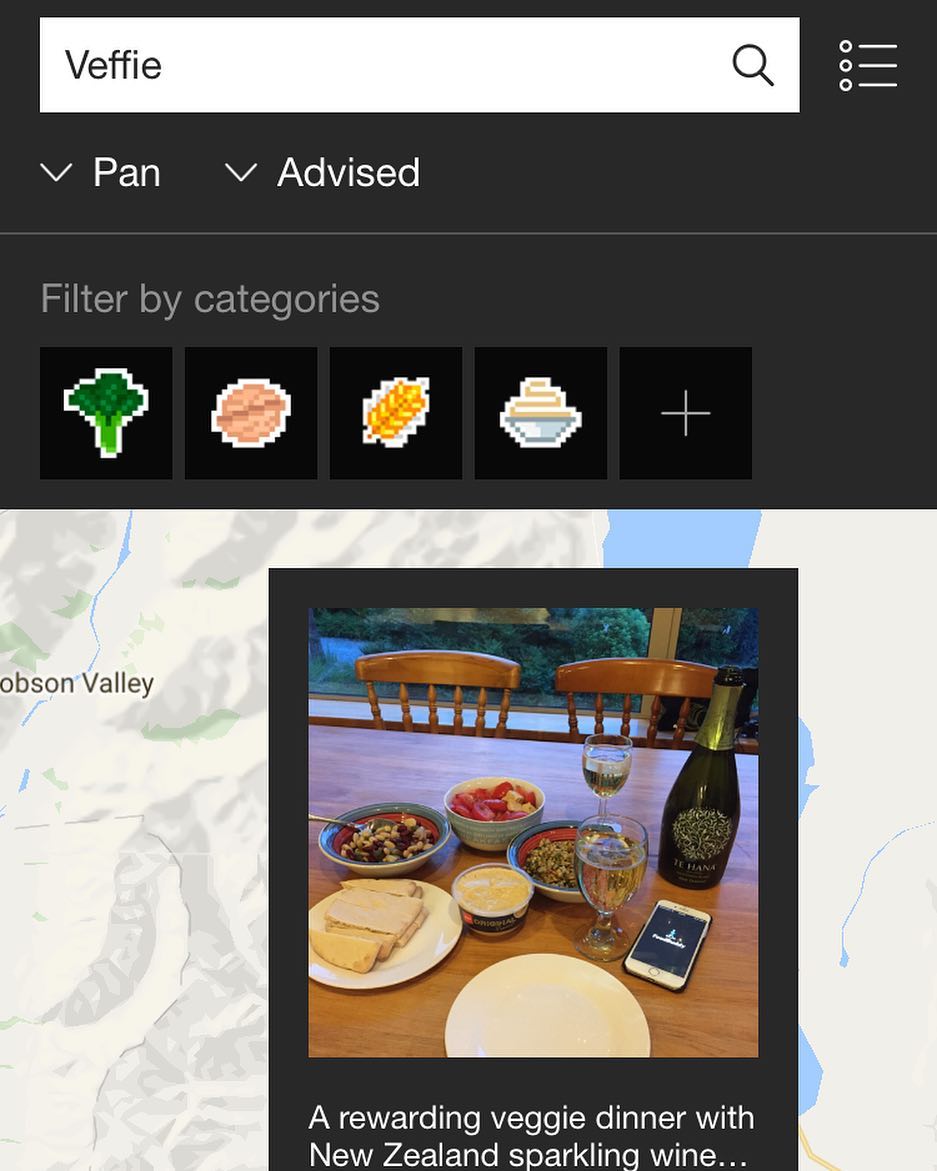 Veffie
Pan
Advised
Filter by categories
obson Valley
TE HANA
ORIGINAL
FoodBuddy
A rewarding veggie dinner with
New Zealand sparkling wine...